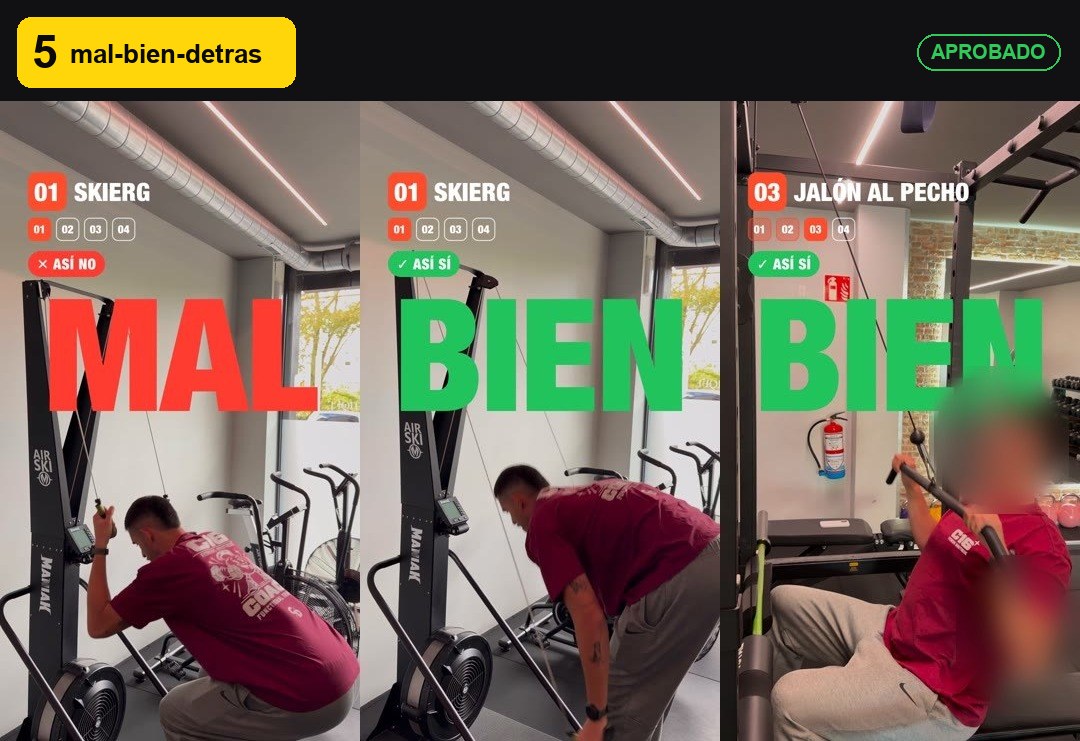 5 mal-bien-detras
APROBADO
01 SKIERG
01 02 03 04
✕ ASÍ NO
MAL
AIR
SKI
MANIAK
01 SKIERG
01 02 03 04
✓ ASÍ SÍ
BIEN
AIR
SKI
MANIAK
03 JALÓN AL PECHO
01 02 03 04
✓ ASÍ SÍ
BIEN